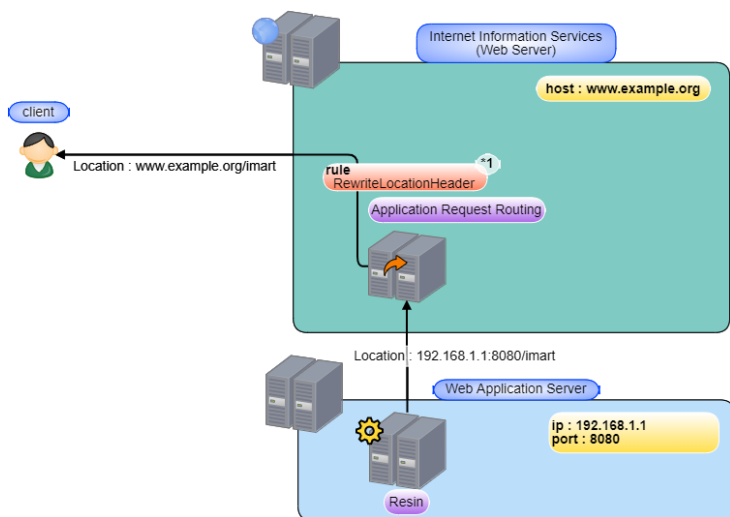 Internet Information Services
(Web Server)
host : www.example.org
client
Location : www.example.org/imart
*1
rule
RewriteLocationHeader
Application Request Routing
Location : 192.168.1.1:8080/imart
Web Application Server
ip : 192.168.1.1
port : 8080
Resin